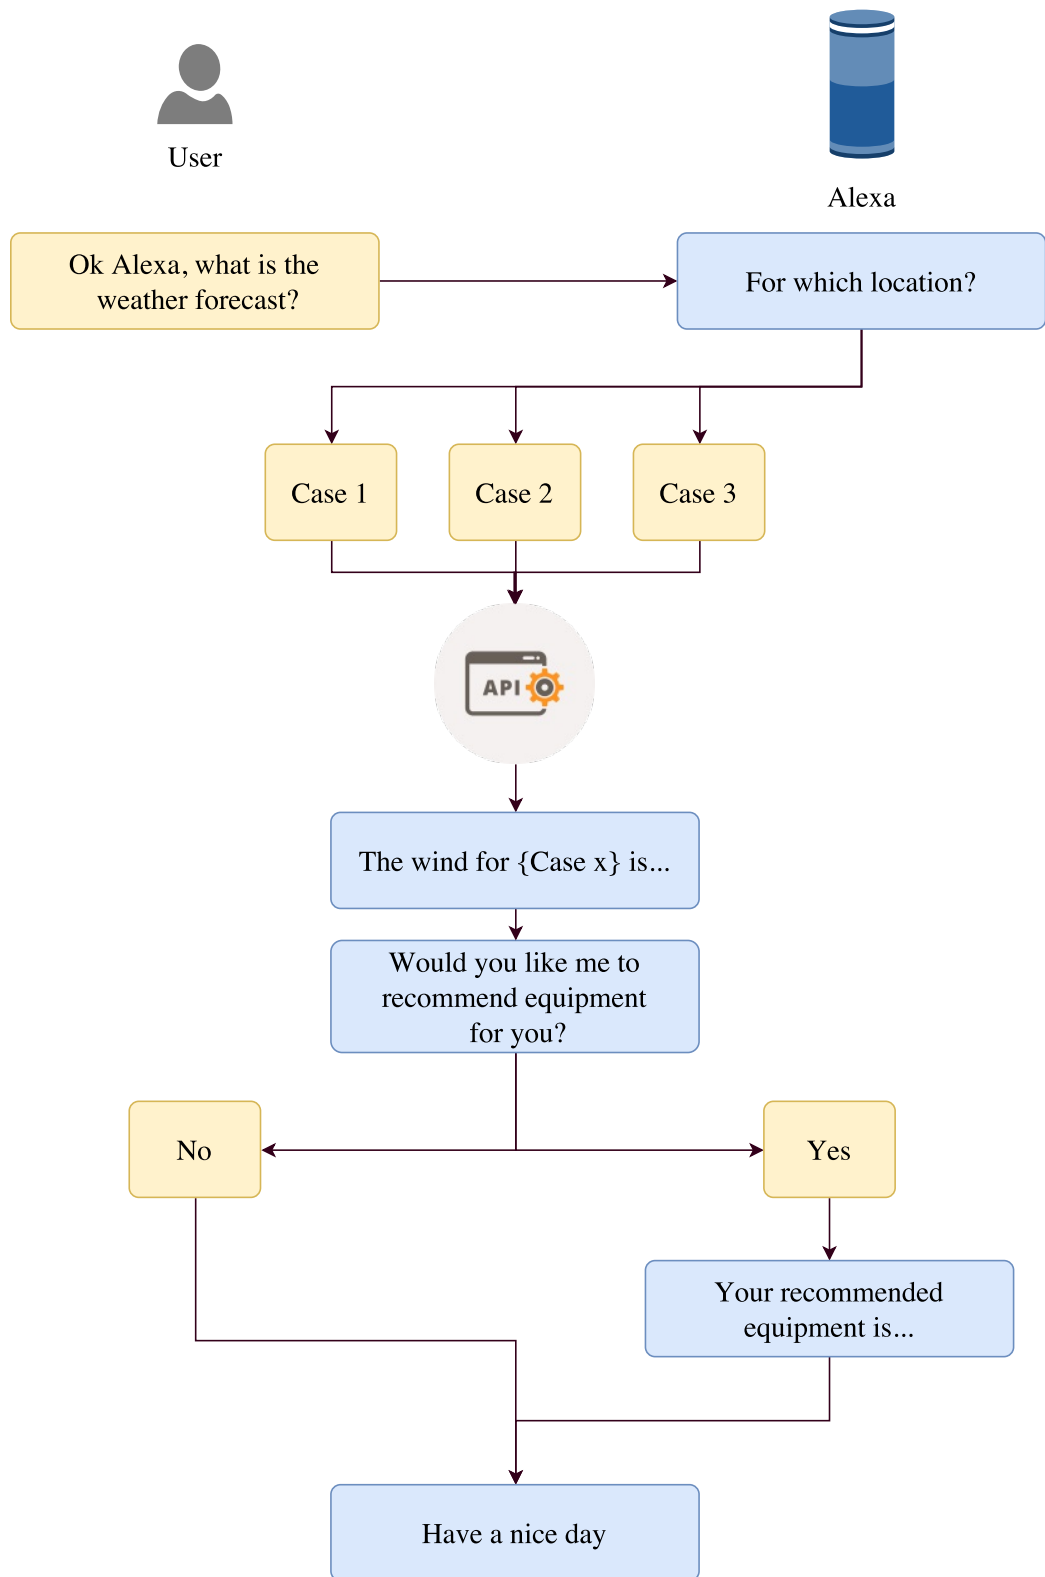 User
Alexa
Ok Alexa, what is the
weather forecast?
For which location?
Case 1
Case 2
Case 3
API
The wind for {Case x} is...
Would you like me to
recommend equipment
for you?
No
Yes
Your recommended
equipment is...
Have a nice day